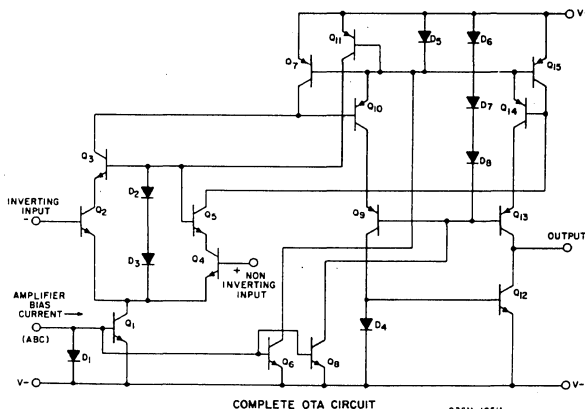 V
Q11
D5
D6
Q7
Q15
Q10
D7
Q14
Q3
D8
D2
Q5
INVERTING
INPUT
-
Q2
Q9
Q13
OUTPUT
D3
Q4
+
NON
INVERTING
INPUT
AMPLIFIER
BIAS
CURRENT →
(ABC)
Q1
Q12
D4
D1
Q6
Q8
V-
V-
COMPLETE OTA CIRCUIT